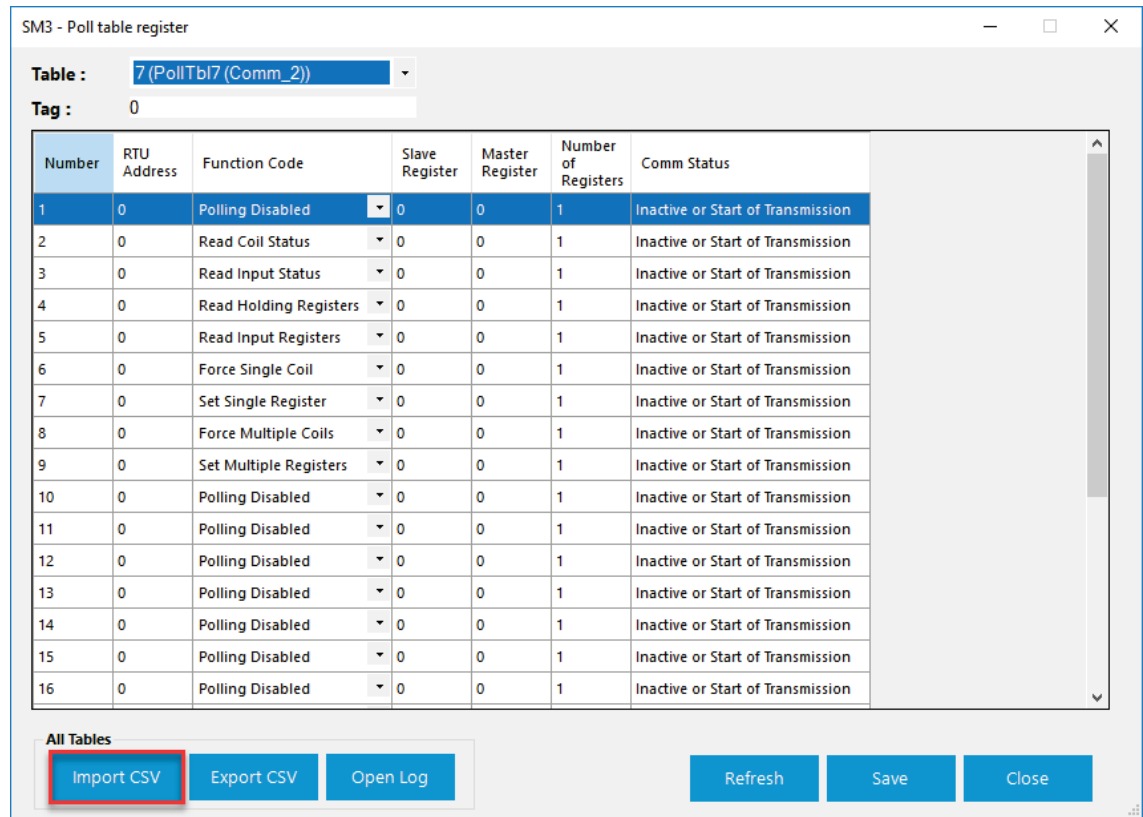 SM3 - Poll table register
Table : 7 (PollTbl7 (Comm_2))
Tag : 0
Number RTU Address Function Code Slave Register Master Register Number of Registers Comm Status
1 0 Polling Disabled 0 0 1 Inactive or Start of Transmission
2 0 Read Coil Status 0 0 1 Inactive or Start of Transmission
3 0 Read Input Status 0 0 1 Inactive or Start of Transmission
4 0 Read Holding Registers 0 0 1 Inactive or Start of Transmission
5 0 Read Input Registers 0 0 1 Inactive or Start of Transmission
6 0 Force Single Coil 0 0 1 Inactive or Start of Transmission
7 0 Set Single Register 0 0 1 Inactive or Start of Transmission
8 0 Force Multiple Coils 0 0 1 Inactive or Start of Transmission
9 0 Set Multiple Registers 0 0 1 Inactive or Start of Transmission
10 0 Polling Disabled 0 0 1 Inactive or Start of Transmission
11 0 Polling Disabled 0 0 1 Inactive or Start of Transmission
12 0 Polling Disabled 0 0 1 Inactive or Start of Transmission
13 0 Polling Disabled 0 0 1 Inactive or Start of Transmission
14 0 Polling Disabled 0 0 1 Inactive or Start of Transmission
15 0 Polling Disabled 0 0 1 Inactive or Start of Transmission
16 0 Polling Disabled 0 0 1 Inactive or Start of Transmission
All Tables
Import CSV Export CSV Open Log Refresh Save Close